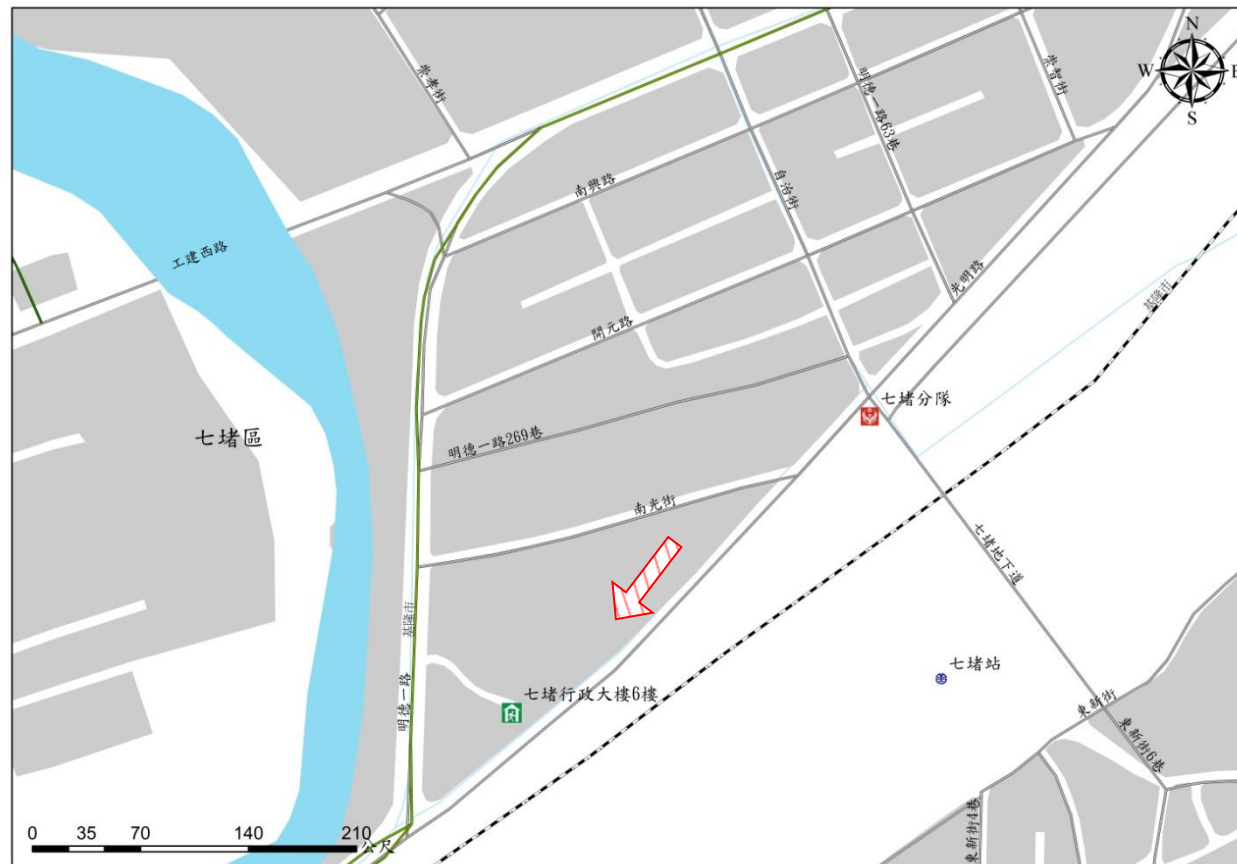 N
W
E
S
崇孝街
明德一路63巷
崇智街
南興路
自治街
工建西路
光明路
基隆市
開元路
七堵分隊
七堵區
明德一路269巷
南光街
七堵地下道
基隆市
七堵站
明德一路
七堵行政大樓6樓
東新街
東新街6巷
東新街4巷
0 35 70 140 210
公尺